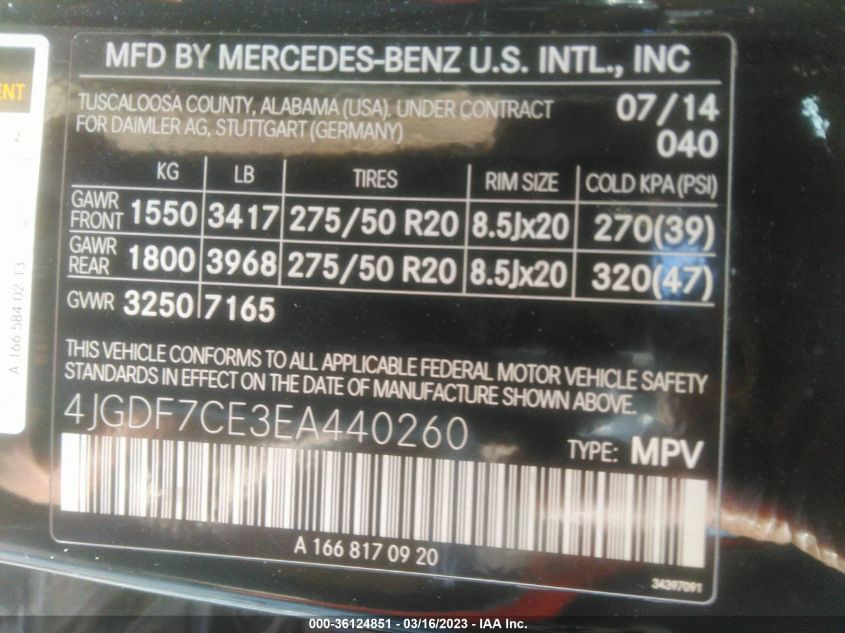 MFD BY MERCEDES-BENZ U.S. INTL., INC
TUSCALOOSA COUNTY, ALABAMA (USA). UNDER CONTRACT
FOR DAIMLER AG, STUTTGART (GERMANY)
07/14
040
KG LB TIRES RIM SIZE COLD KPA (PSI)
GAWR FRONT 1550 3417 275/50 R20 8.5Jx20 270(39)
GAWR REAR 1800 3968 275/50 R20 8.5Jx20 320(47)
GVWR 3250 7165
THIS VEHICLE CONFORMS TO ALL APPLICABLE FEDERAL MOTOR VEHICLE SAFETY
STANDARDS IN EFFECT ON THE DATE OF MANUFACTURE SHOWN ABOVE.
4JGDF7CE3EA440260
TYPE: MPV
A 166 817 09 20
34397091
A 166 584 02 13
000-36124851 - 03/16/2023 - IAA Inc.